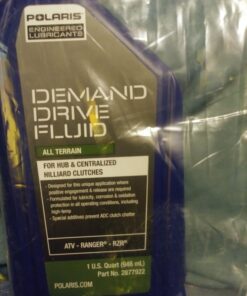 POLARIS
ENGINEERED
LUBRICANTS
DEMAND
DRIVE
FLUID
ALL TERRAIN
FOR HUB & CENTRALIZED
HILLIARD CLUTCHES
• Designed for this unique application where
positive engagement & release are required
• Formulated for lubricity, corrosion & oxidation
protection in all operating conditions, including
high-temp
• Special additives prevent ADC clutch chatter
ATV - RANGER® - RZR®
1 U.S. Quart (946 mL)
Part No. 2877922
POLARIS.COM